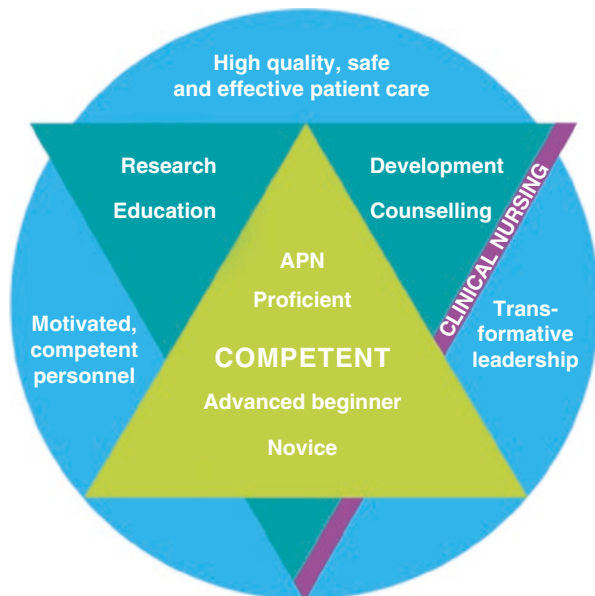 High quality, safe
and effective patient care
Research
Education
Development
Counselling
CLINICAL NURSING
APN
Proficient
COMPETENT
Advanced beginner
Novice
Motivated,
competent
personnel
Trans-
formative
leadership